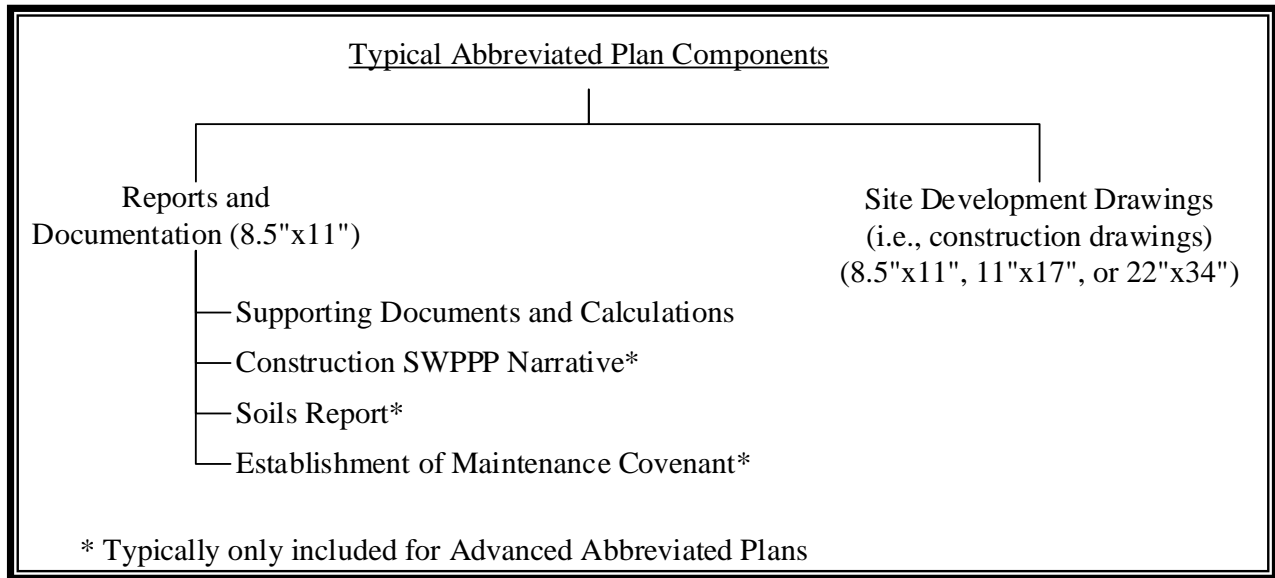 Typical Abbreviated Plan Components
Reports and
Documentation (8.5"x11")
Supporting Documents and Calculations
Construction SWPPP Narrative*
Soils Report*
Establishment of Maintenance Covenant*
Site Development Drawings
(i.e., construction drawings)
(8.5"x11", 11"x17", or 22"x34")
* Typically only included for Advanced Abbreviated Plans